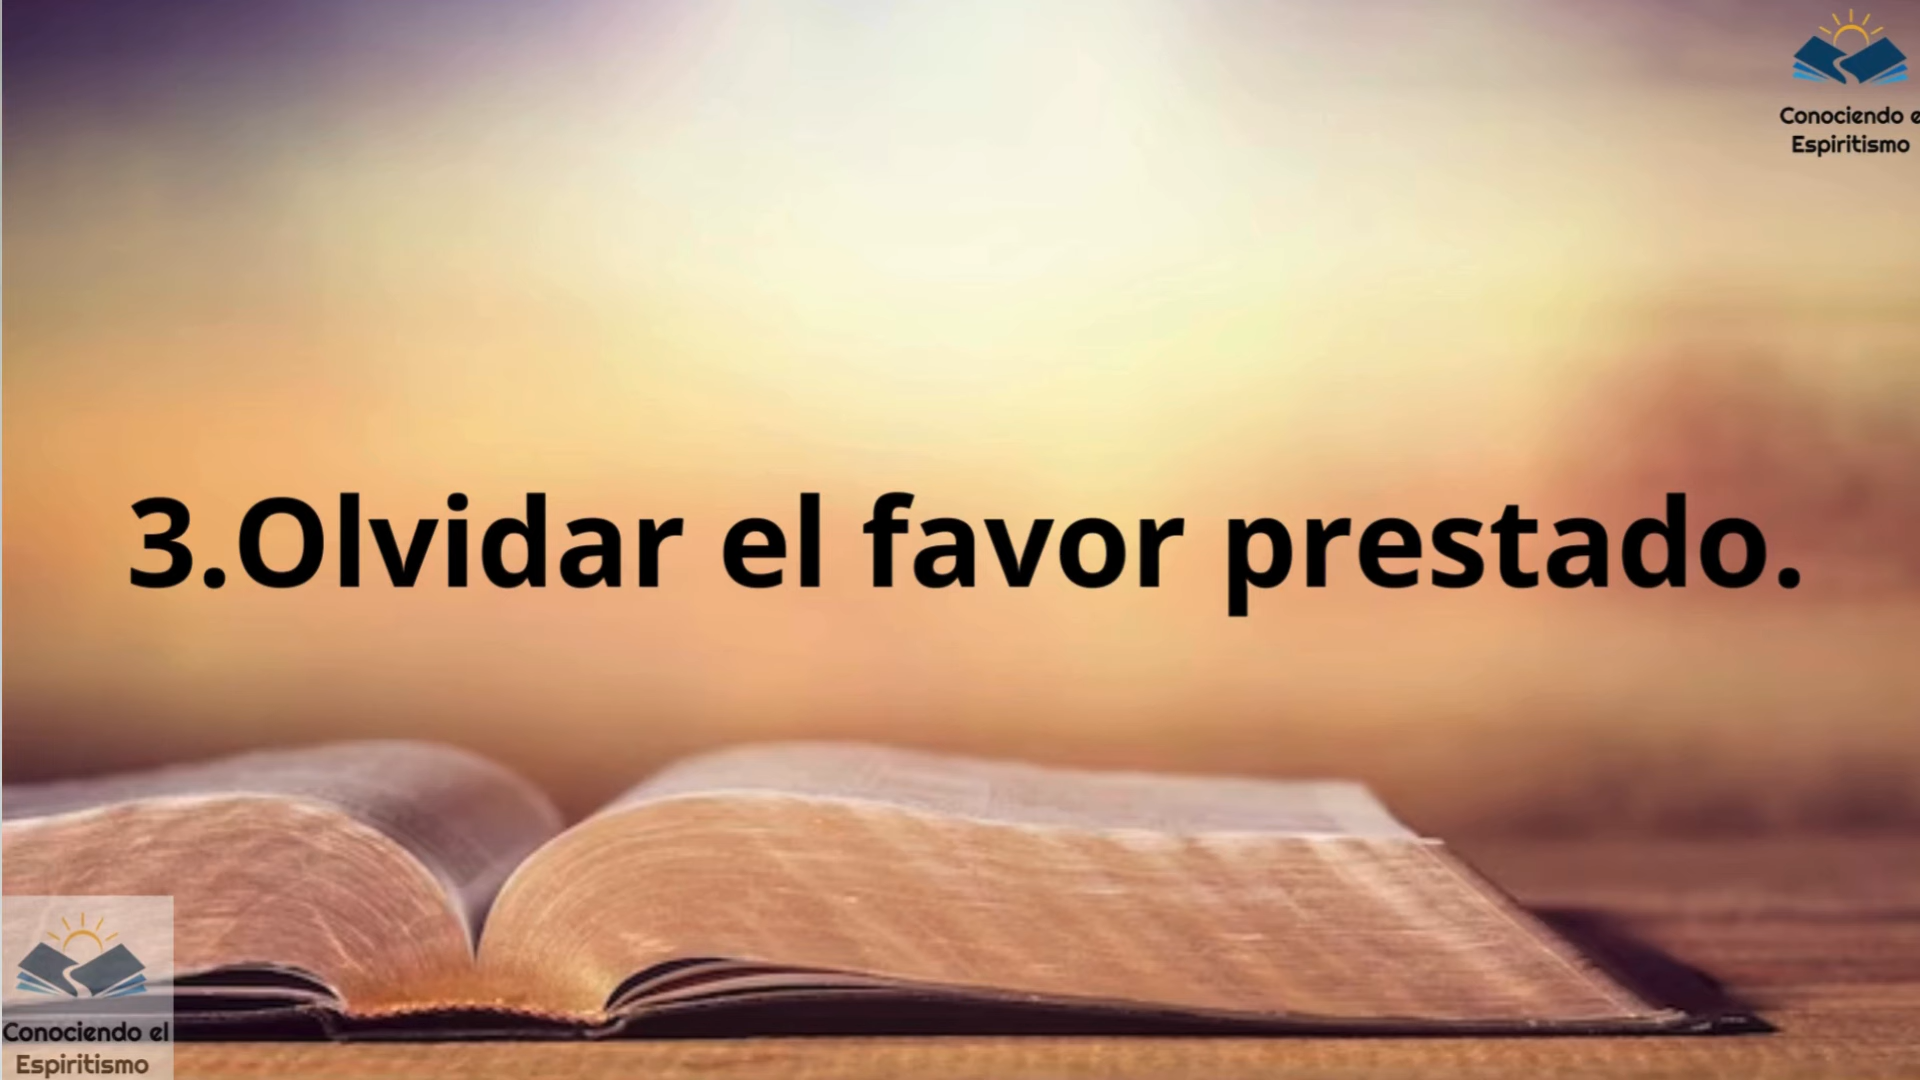 Conociendo e
Espiritismo
3.Olvidar el favor prestado.
Conociendo el
Espiritismo